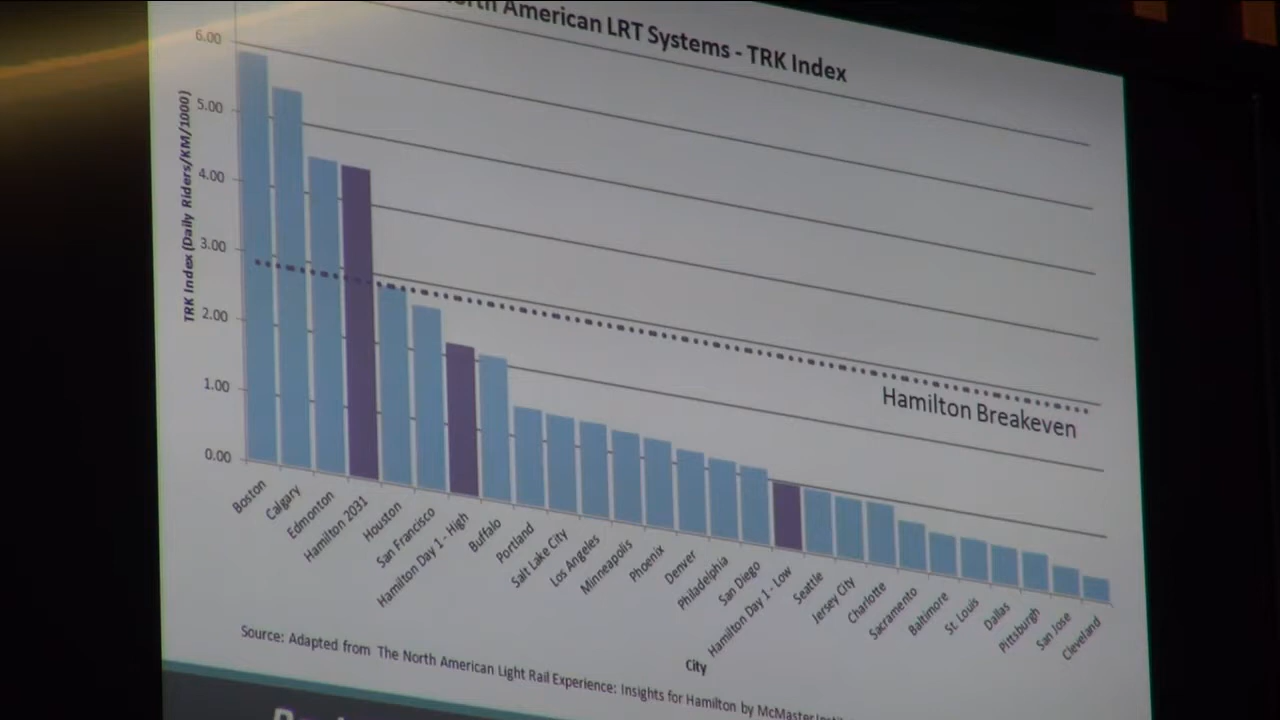 American LRT Systems - TRK Index
6.00
5.00
4.00
3.00
2.00
1.00
0.00
TRK Index (Daily Riders/KM/1000)
Hamilton Breakeven
Boston
Calgary
Edmonton
Hamilton 2031
Houston
San Francisco
Hamilton Day 1 - High
Buffalo
Portland
Salt Lake City
Los Angeles
Minneapolis
Phoenix
Denver
Philadelphia
San Diego
Hamilton Day 1 - Low
Seattle
Jersey City
Charlotte
Sacramento
Baltimore
St. Louis
Dallas
Pittsburgh
San Jose
Cleveland
City
Source: Adapted from The North American Light Rail Experience: Insights for Hamilton by McMaster